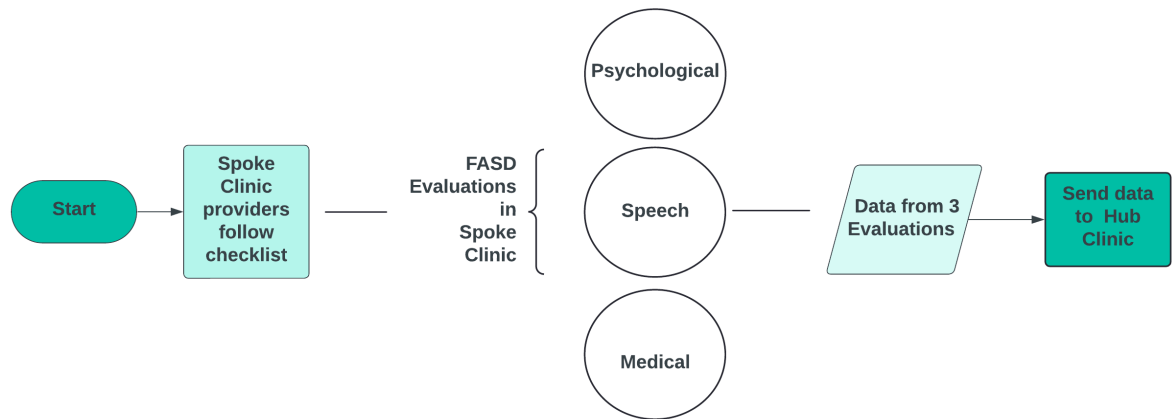 Start
Spoke
Clinic
providers
follow
checklist
FASD
Evaluations
in
Spoke
Clinic
Psychological
Speech
Medical
Data from 3
Evaluations
Send data
to Hub
Clinic